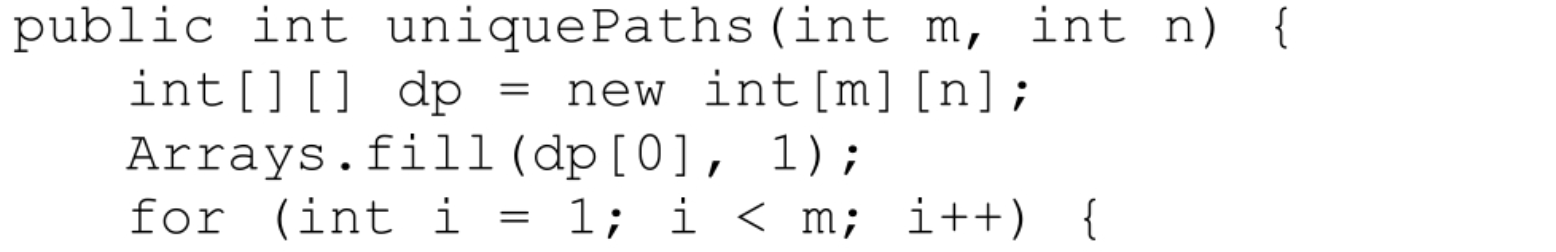 public int uniquePaths(int m, int n) {
    int[][] dp = new int[m][n];
    Arrays.fill(dp[0], 1);
    for (int i = 1; i < m; i++) {